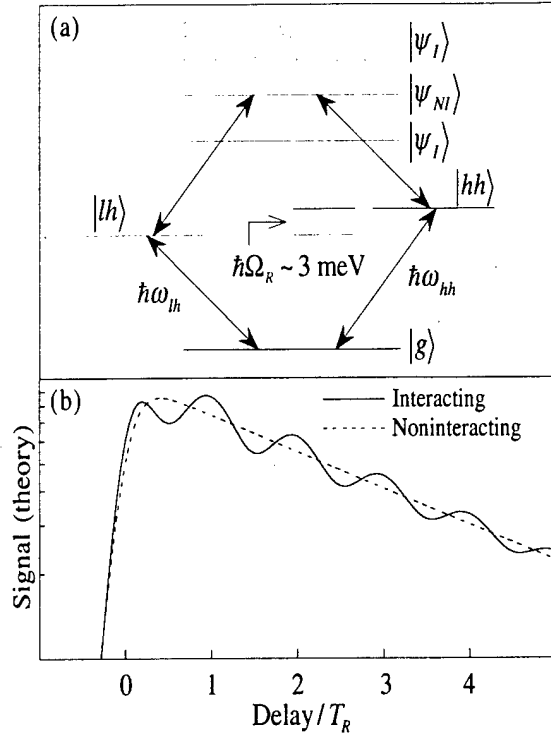 (a)
|ψ_I⟩
|ψ_NI⟩
|ψ_I⟩
|lh⟩
|hh⟩
ħΩ_R ~ 3 meV
ħω_lh
ħω_hh
|g⟩
(b)
Interacting
Noninteracting
Signal (theory)
0 1 2 3 4
Delay/T_R